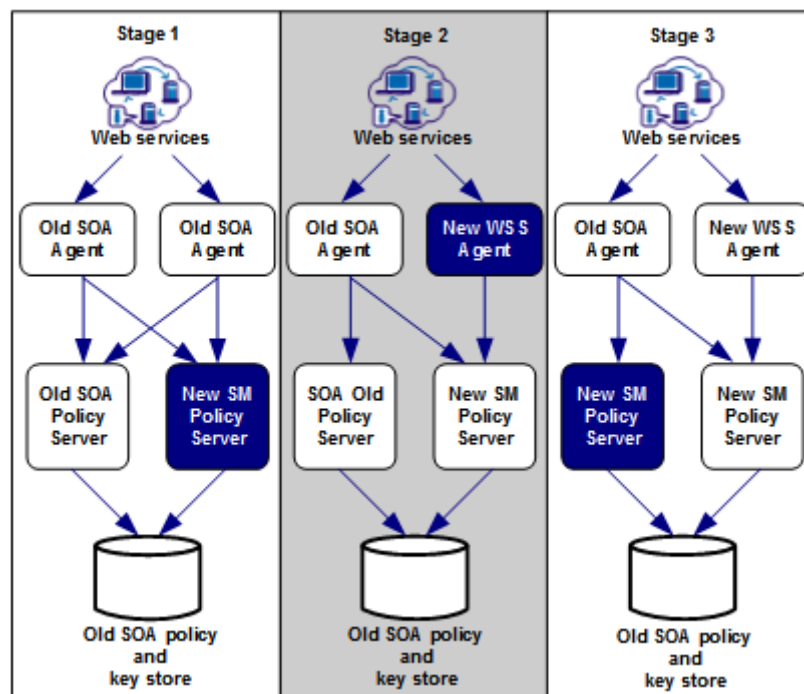 Stage 1
Web services
Old SOA
Agent
Old SOA
Agent
Old SOA
Policy
Server
New SM
Policy
Server
Old SOA policy
and
key store
Stage 2
Web services
Old SOA
Agent
New WSS
Agent
SOA Old
Policy
Server
New SM
Policy
Server
Old SOA policy
and
key store
Stage 3
Web services
Old SOA
Agent
New WSS
Agent
New SM
Policy
Server
New SM
Policy
Server
Old SOA policy
and
key store